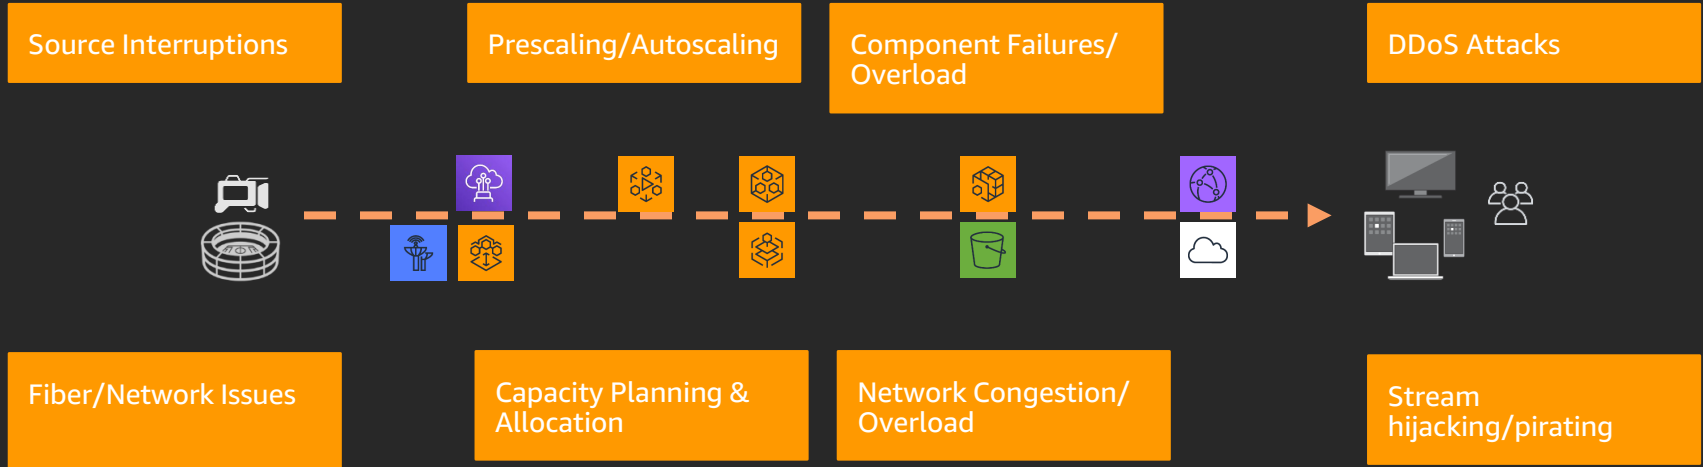 Source Interruptions
Prescaling/Autoscaling
Component Failures/
Overload
DDoS Attacks
Fiber/Network Issues
Capacity Planning &
Allocation
Network Congestion/
Overload
Stream
hijacking/pirating